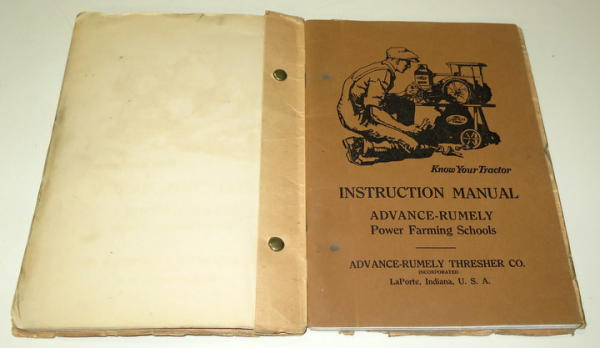 Know Your Tractor
INSTRUCTION MANUAL
ADVANCE-RUMELY
Power Farming Schools
ADVANCE-RUMELY THRESHER CO.
INCORPORATED
LaPorte, Indiana, U. S. A.